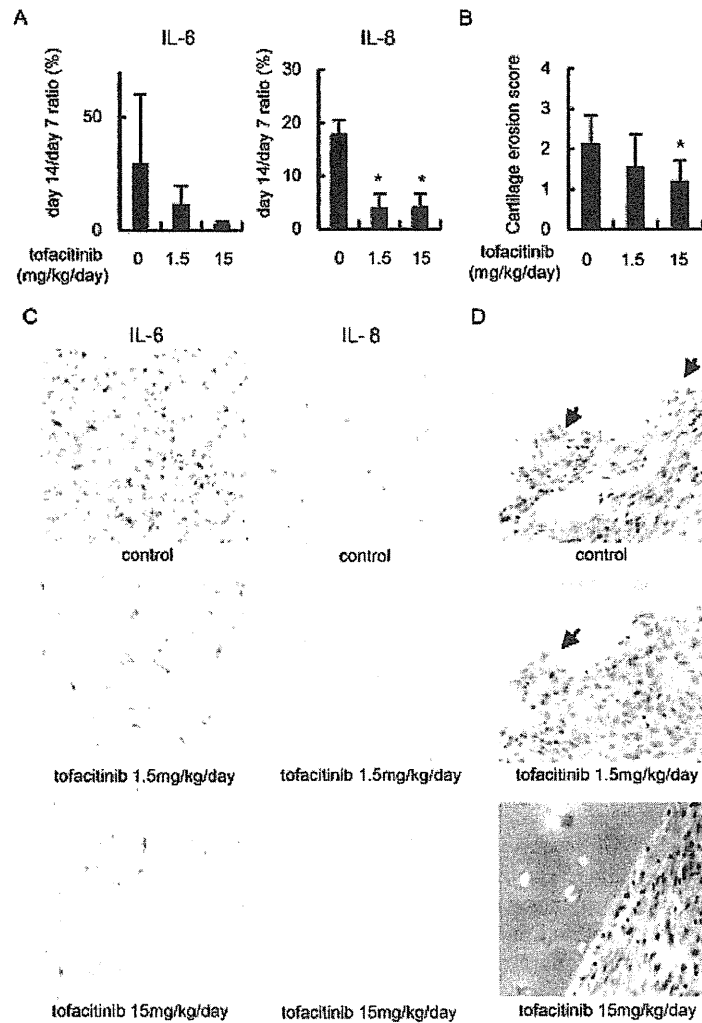 A
IL-6
IL-8
B
day 14/day 7 ratio (%)
50
0
day 14/day 7 ratio (%)
30
20
10
0
* *
Cartilage erosion score
4
3
2
1
0
*
tofacitinib
(mg/kg/day)
0 1.5 15
0 1.5 15
tofacitinib
(mg/kg/day)
0 1.5 15
C
IL-6
IL-8
D
control
control
control
tofacitinib 1.5mg/kg/day
tofacitinib 1.5mg/kg/day
tofacitinib 1.5mg/kg/day
tofacitinib 15mg/kg/day
tofacitinib 15mg/kg/day
tofacitinib 15mg/kg/day